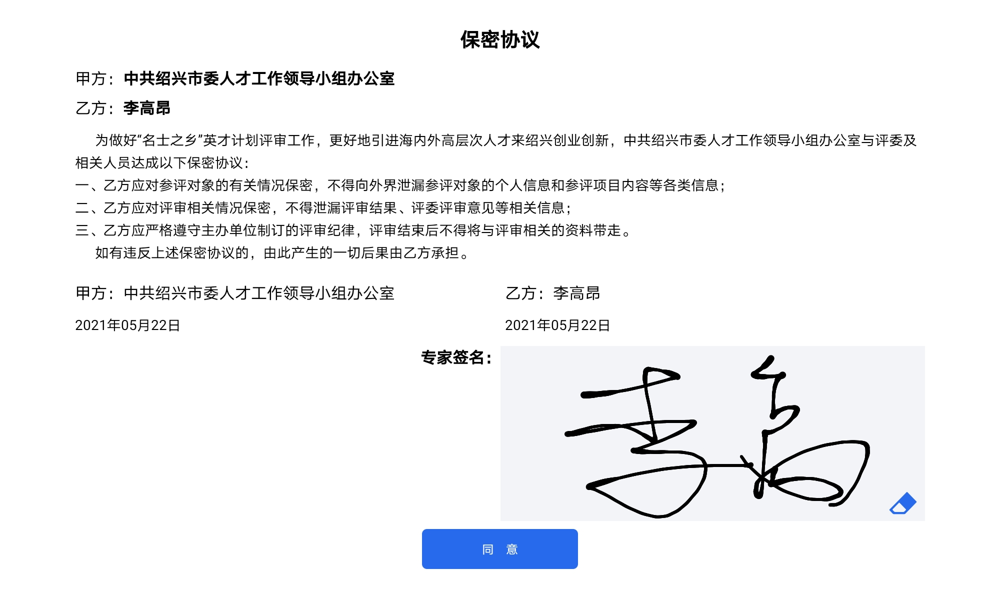 保密协议
甲方：中共绍兴市委人才工作领导小组办公室
乙方：李高昂
为做好“名士之乡”英才计划评审工作，更好地引进海内外高层次人才来绍兴创业创新，中共绍兴市委人才工作领导小组办公室与评委及
相关人员达成以下保密协议：
一、乙方应对参评对象的有关情况保密，不得向外界泄漏参评对象的个人信息和参评项目内容等各类信息；
二、乙方应对评审相关情况保密，不得泄漏评审结果、评委评审意见等相关信息；
三、乙方应严格遵守主办单位制订的评审纪律，评审结束后不得将与评审相关的资料带走。
如有违反上述保密协议的，由此产生的一切后果由乙方承担。
甲方：中共绍兴市委人才工作领导小组办公室
乙方：李高昂
2021年05月22日
2021年05月22日
专家签名：
同 意